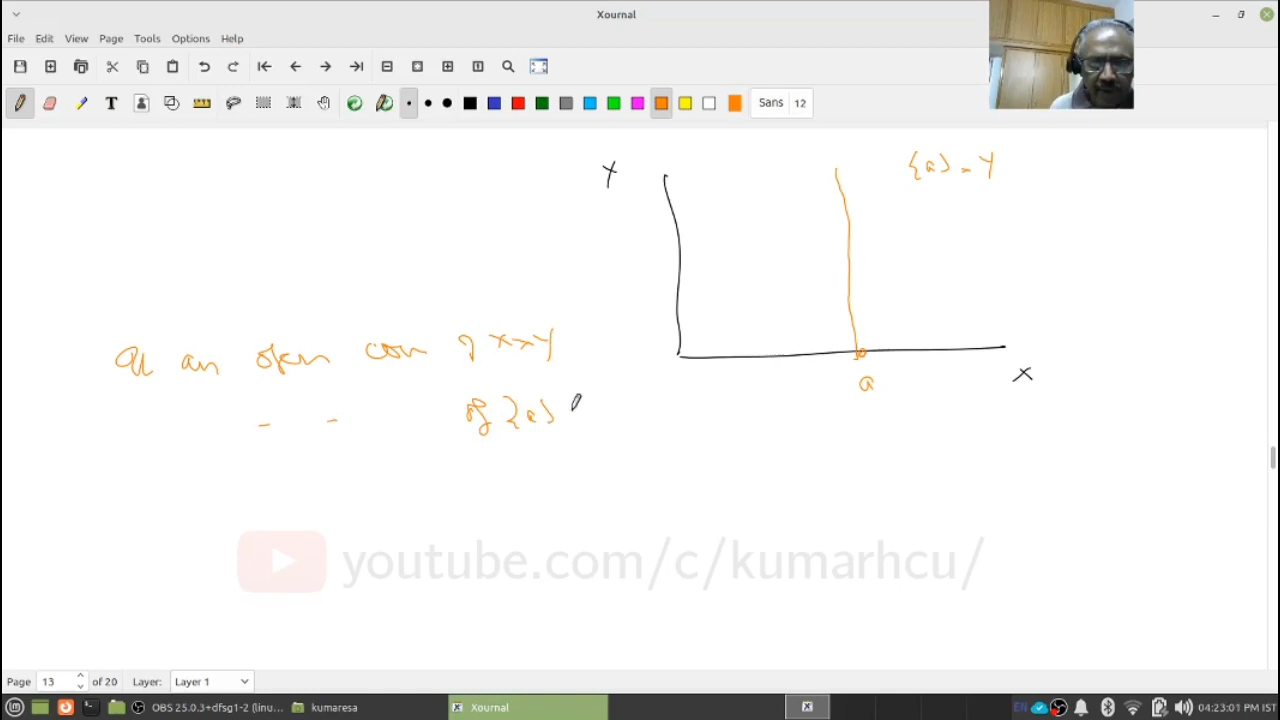 Xournal
File Edit View Page Tools Options Help
Sans 12
Y
{a} × Y
U an open cov of X × Y
- - of {a}
a
X
youtube.com/c/kumarhcu/
Page 13 of 20 Layer: Layer 1
OBS 25.0.3+dfsg1-2 (linu... kumaresa Xournal EN 04:23:01 PM IST